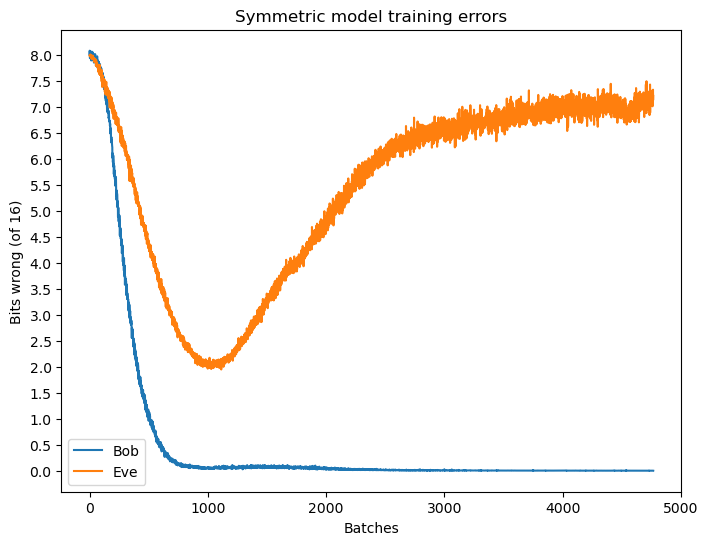 Symmetric model training errors
Bits wrong (of 16)
8.0
7.5
7.0
6.5
6.0
5.5
5.0
4.5
4.0
3.5
3.0
2.5
2.0
1.5
1.0
0.5
0.0
Bob
Eve
0 1000 2000 3000 4000 5000
Batches